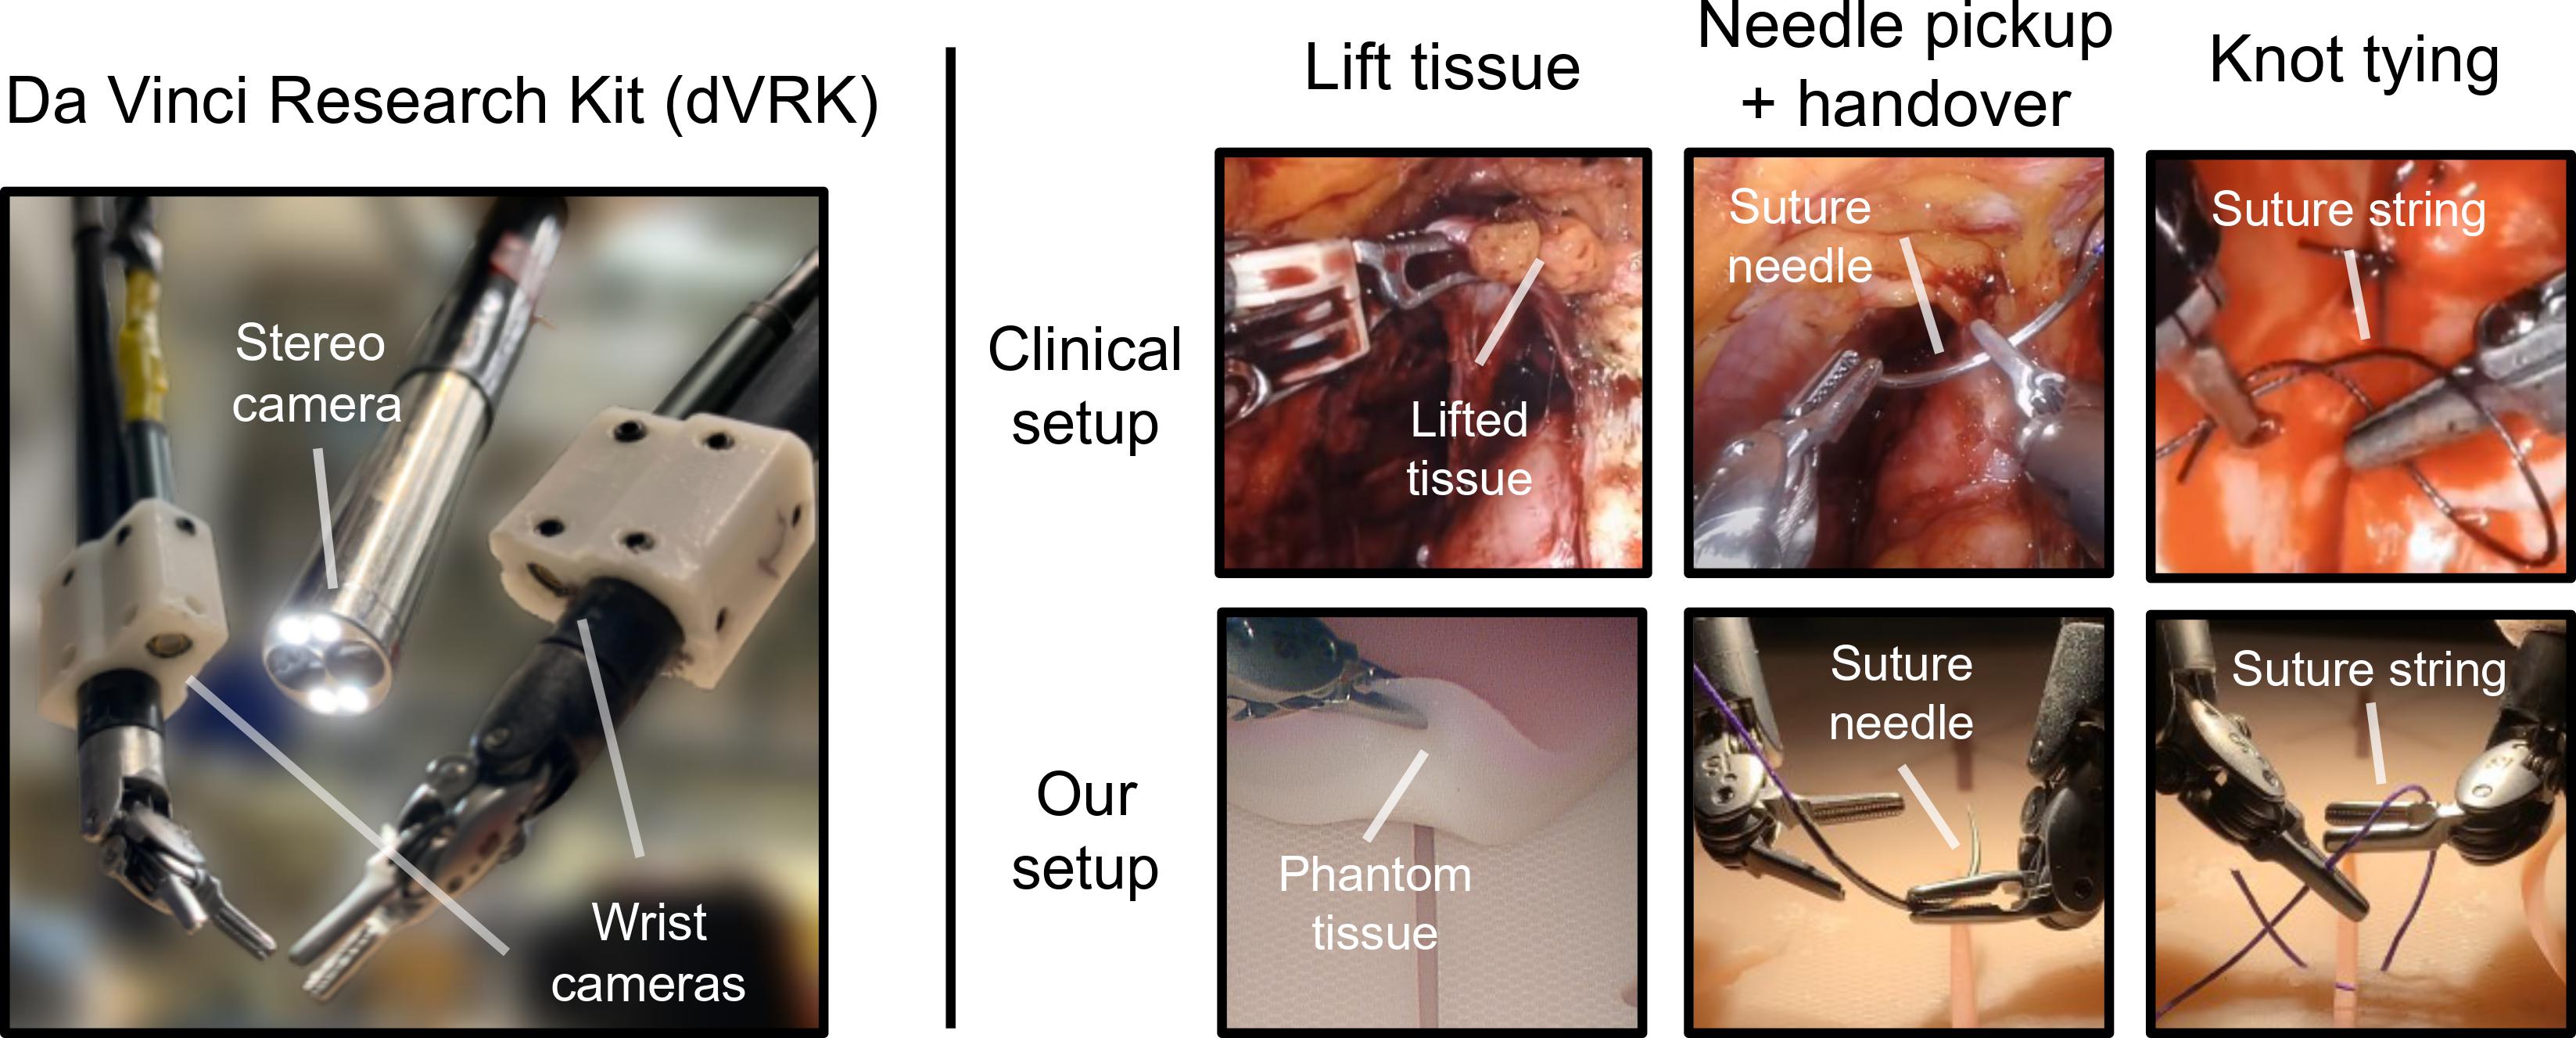 Da Vinci Research Kit (dVRK)
Stereo
camera
Wrist
cameras
Lift tissue
Needle pickup
+ handover
Knot tying
Clinical
setup
Lifted
tissue
Suture
needle
Suture string
Our
setup
Phantom
tissue
Suture
needle
Suture string